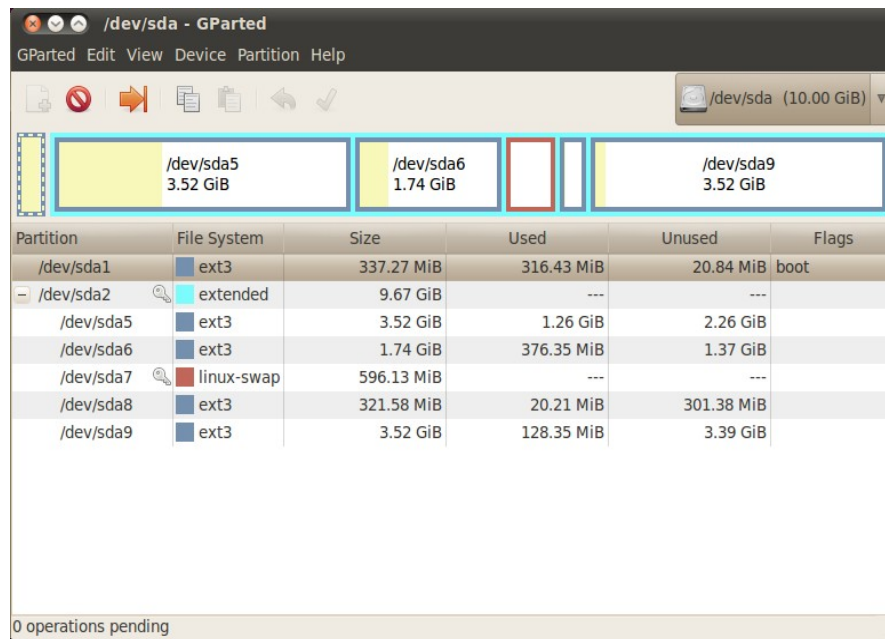 /dev/sda - GParted
GParted Edit View Device Partition Help
/dev/sda (10.00 GiB)
/dev/sda5
3.52 GiB
/dev/sda6
1.74 GiB
/dev/sda9
3.52 GiB
Partition File System Size Used Unused Flags
/dev/sda1 ext3 337.27 MiB 316.43 MiB 20.84 MiB boot
/dev/sda2 extended 9.67 GiB --- ---
/dev/sda5 ext3 3.52 GiB 1.26 GiB 2.26 GiB
/dev/sda6 ext3 1.74 GiB 376.35 MiB 1.37 GiB
/dev/sda7 linux-swap 596.13 MiB --- ---
/dev/sda8 ext3 321.58 MiB 20.21 MiB 301.38 MiB
/dev/sda9 ext3 3.52 GiB 128.35 MiB 3.39 GiB
0 operations pending